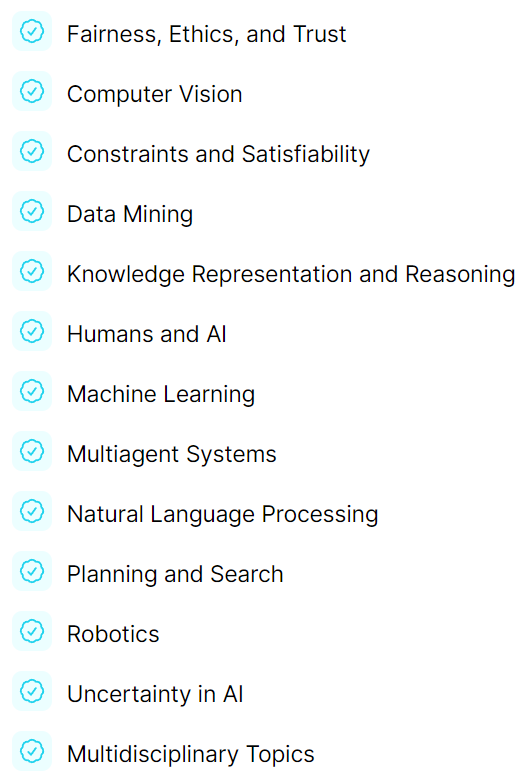 Fairness, Ethics, and Trust
Computer Vision
Constraints and Satisfiability
Data Mining
Knowledge Representation and Reasoning
Humans and AI
Machine Learning
Multiagent Systems
Natural Language Processing
Planning and Search
Robotics
Uncertainty in AI
Multidisciplinary Topics